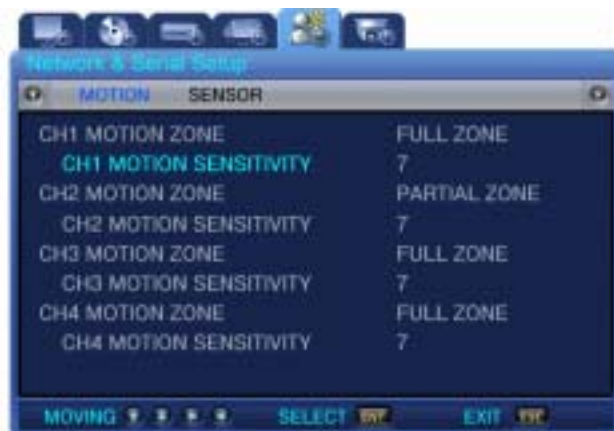 Network & Serial Setup
MOTION SENSOR
CH1 MOTION ZONE FULL ZONE
CH1 MOTION SENSITIVITY 7
CH2 MOTION ZONE PARTIAL ZONE
CH2 MOTION SENSITIVITY 7
CH3 MOTION ZONE FULL ZONE
CH3 MOTION SENSITIVITY 7
CH4 MOTION ZONE FULL ZONE
CH4 MOTION SENSITIVITY 7
MOVING SELECT ENT EXIT ESC